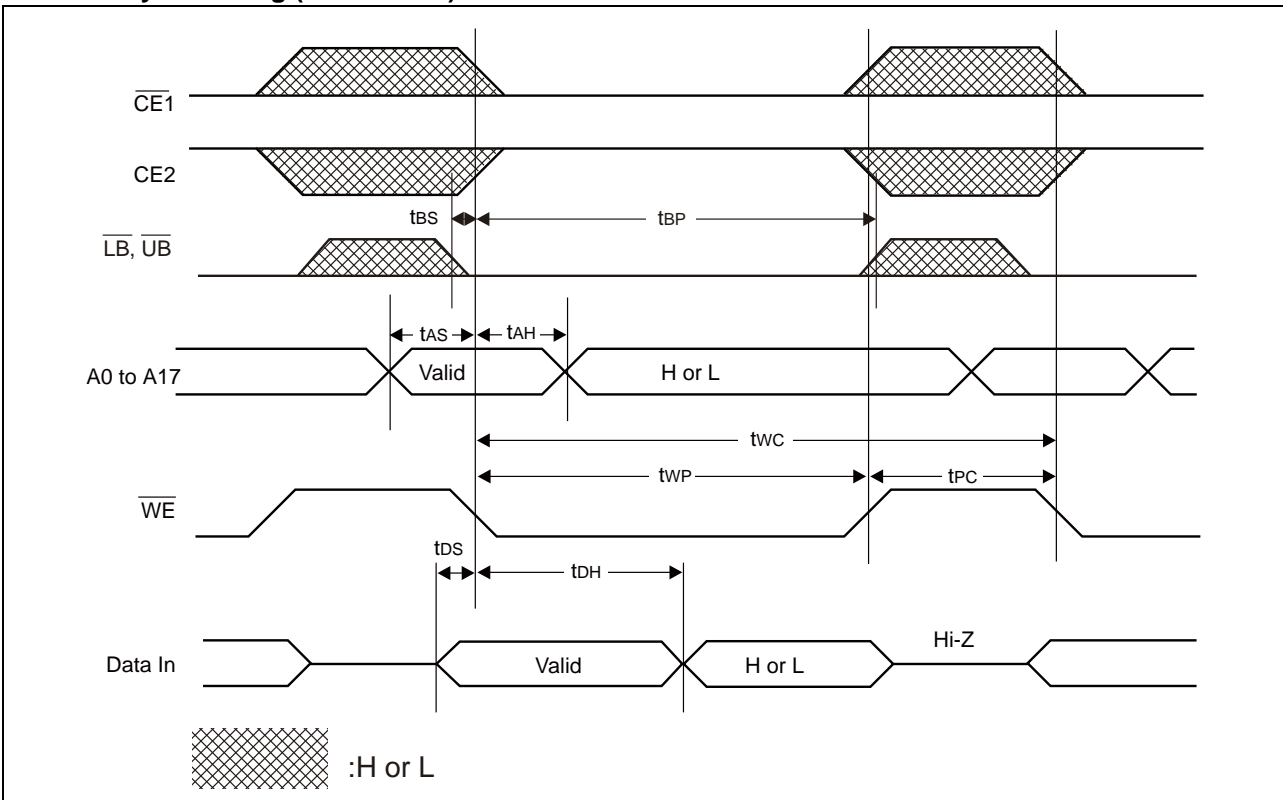 CE1
CE2
tBS
tBP
LB, UB
tAS
tAH
A0 to A17
Valid
H or L
tWC
tWP
tPC
WE
tDS
tDH
Hi-Z
Data In
Valid
H or L
:H or L